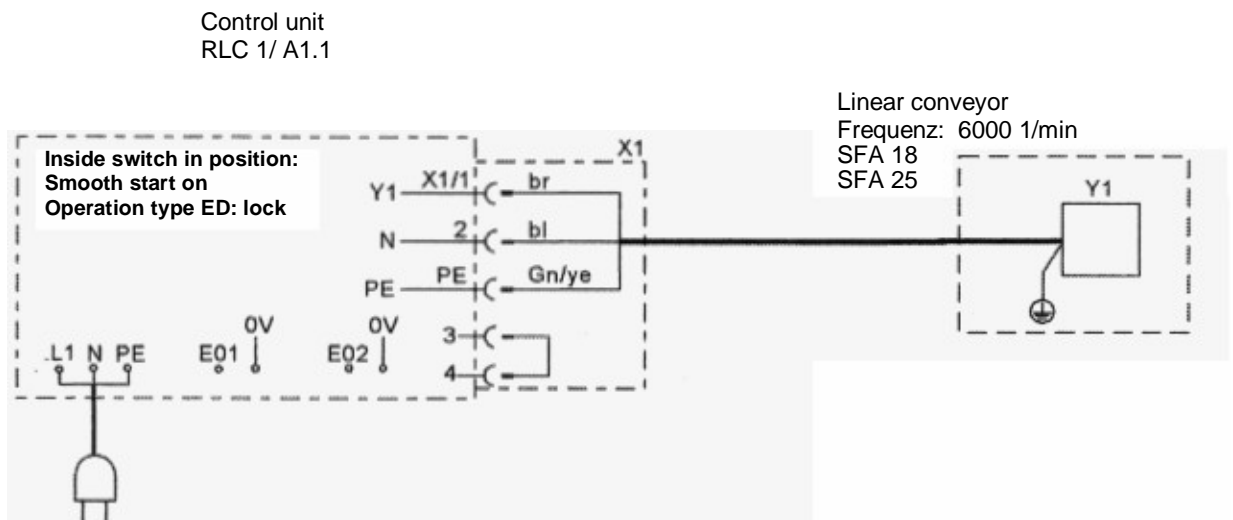 Control unit
RLC 1/ A1.1
Linear conveyor
Frequenz: 6000 1/min
SFA 18
SFA 25
Inside switch in position:
Smooth start on
Operation type ED: lock
X1
Y1 X1/1 br
N 2 bl
PE PE Gn/ye
3
4
Y1
0V 0V
.L1 N PE E01 E02